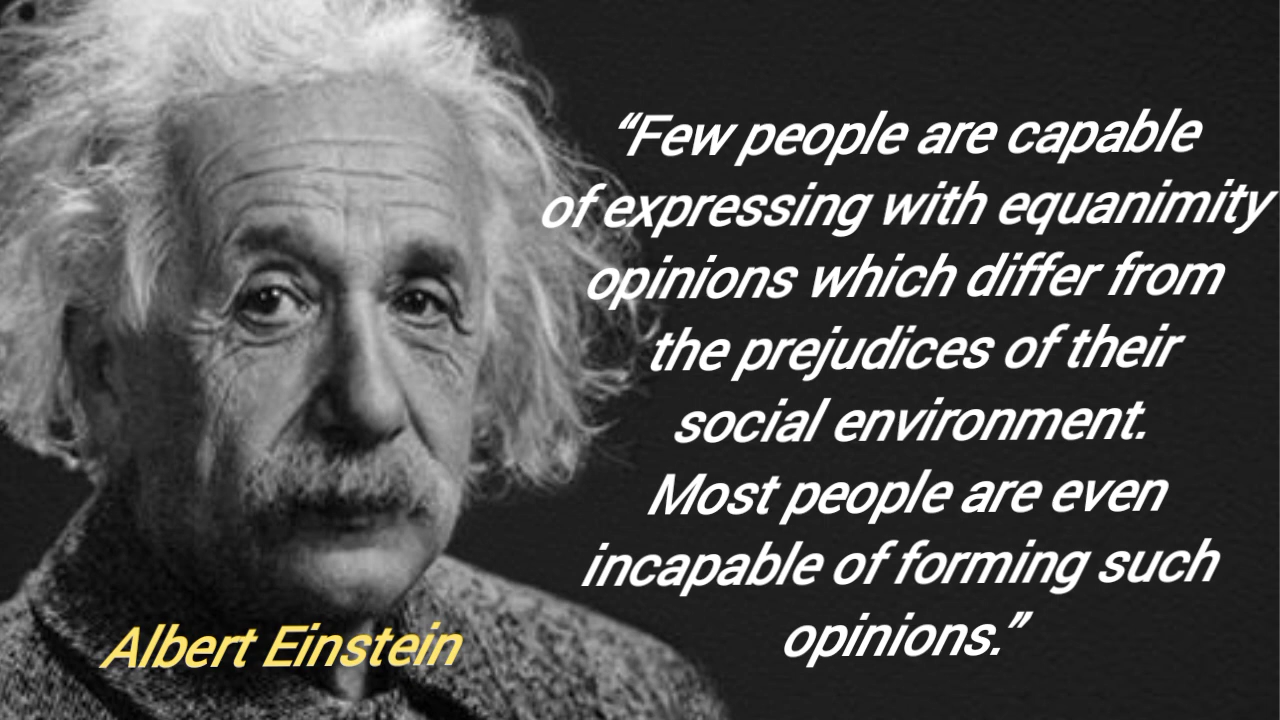 “Few people are capable
of expressing with equanimity
opinions which differ from
the prejudices of their
social environment.
Most people are even
incapable of forming such
opinions.”
Albert Einstein